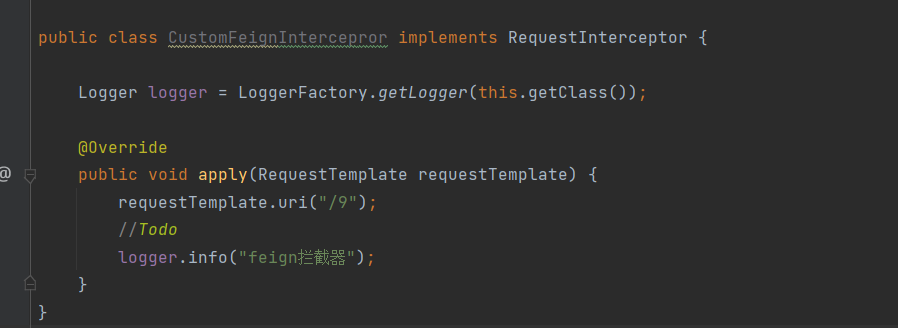 public class CustomFeignIntercepror implements RequestInterceptor {
Logger logger = LoggerFactory.getLogger(this.getClass());
@Override
@
public void apply(RequestTemplate requestTemplate) {
requestTemplate.uri("/9");
//Todo
logger.info("feign拦截器");
}
}